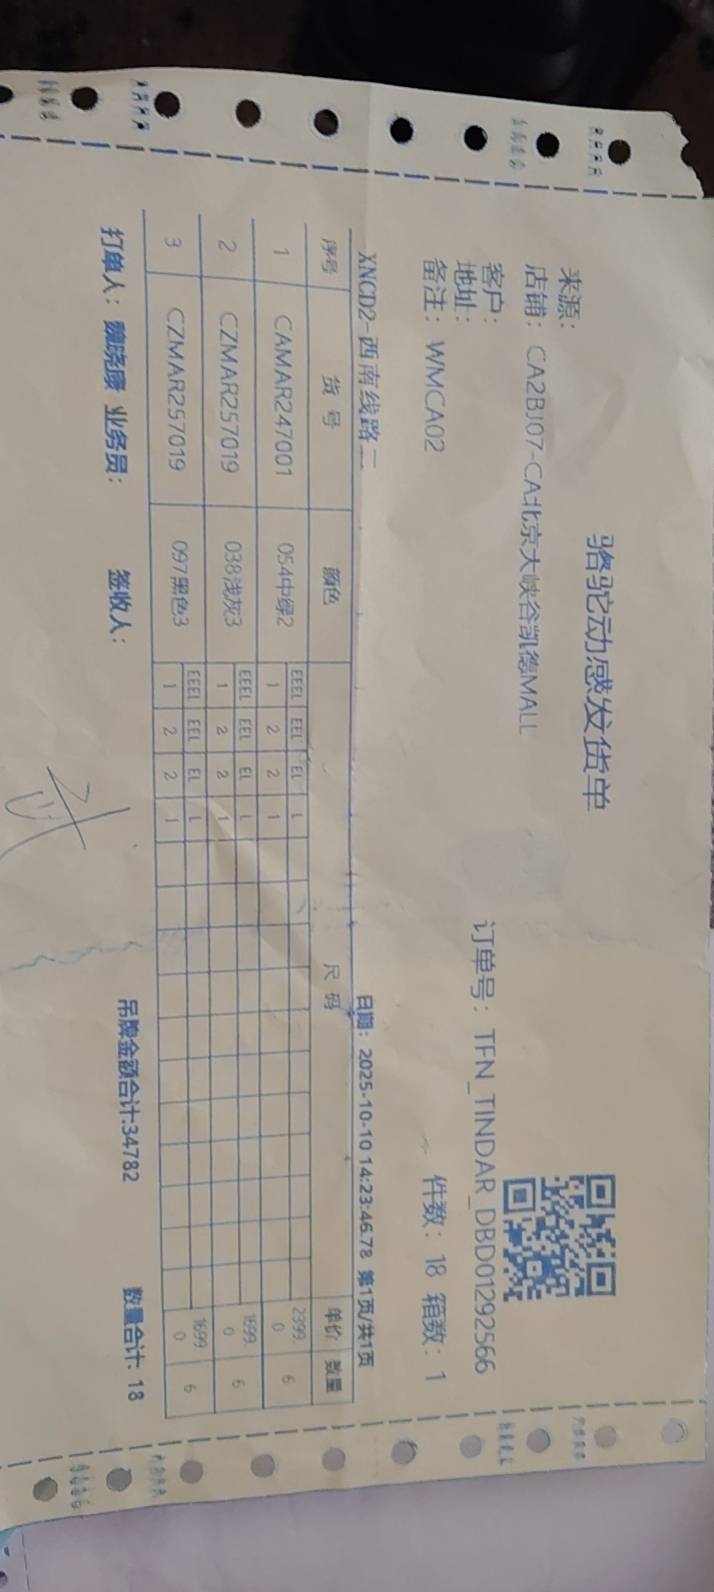 骆驼动感发货单
来源：
店铺：CA2BJ07-CA北京大峡谷凯德MALL
客户： 订单号：TFN_TINDAR_DBD01292566
地址：
备注：WMCA02 件数：18 箱数：1
XNCD2-西南线路二 日期：2025-10-10 14:23:46.78 第1页/共1页
序号 货号 颜色 尺码 单价 数量
1 CAMAR247001 054中绿2 EEEL EEL EL L 2399.0 6
1 2 2 1
2 CZMAR257019 038浅灰3 EEEL EEL EL L 1699.0 6
1 2 2 1
3 CZMAR257019 097黑色3 EEEL EEL EL L 1699.0 6
1 2 2 1
打单人：魏晓康 业务员： 签收人： 吊牌金额合计:34782 数量合计: 18